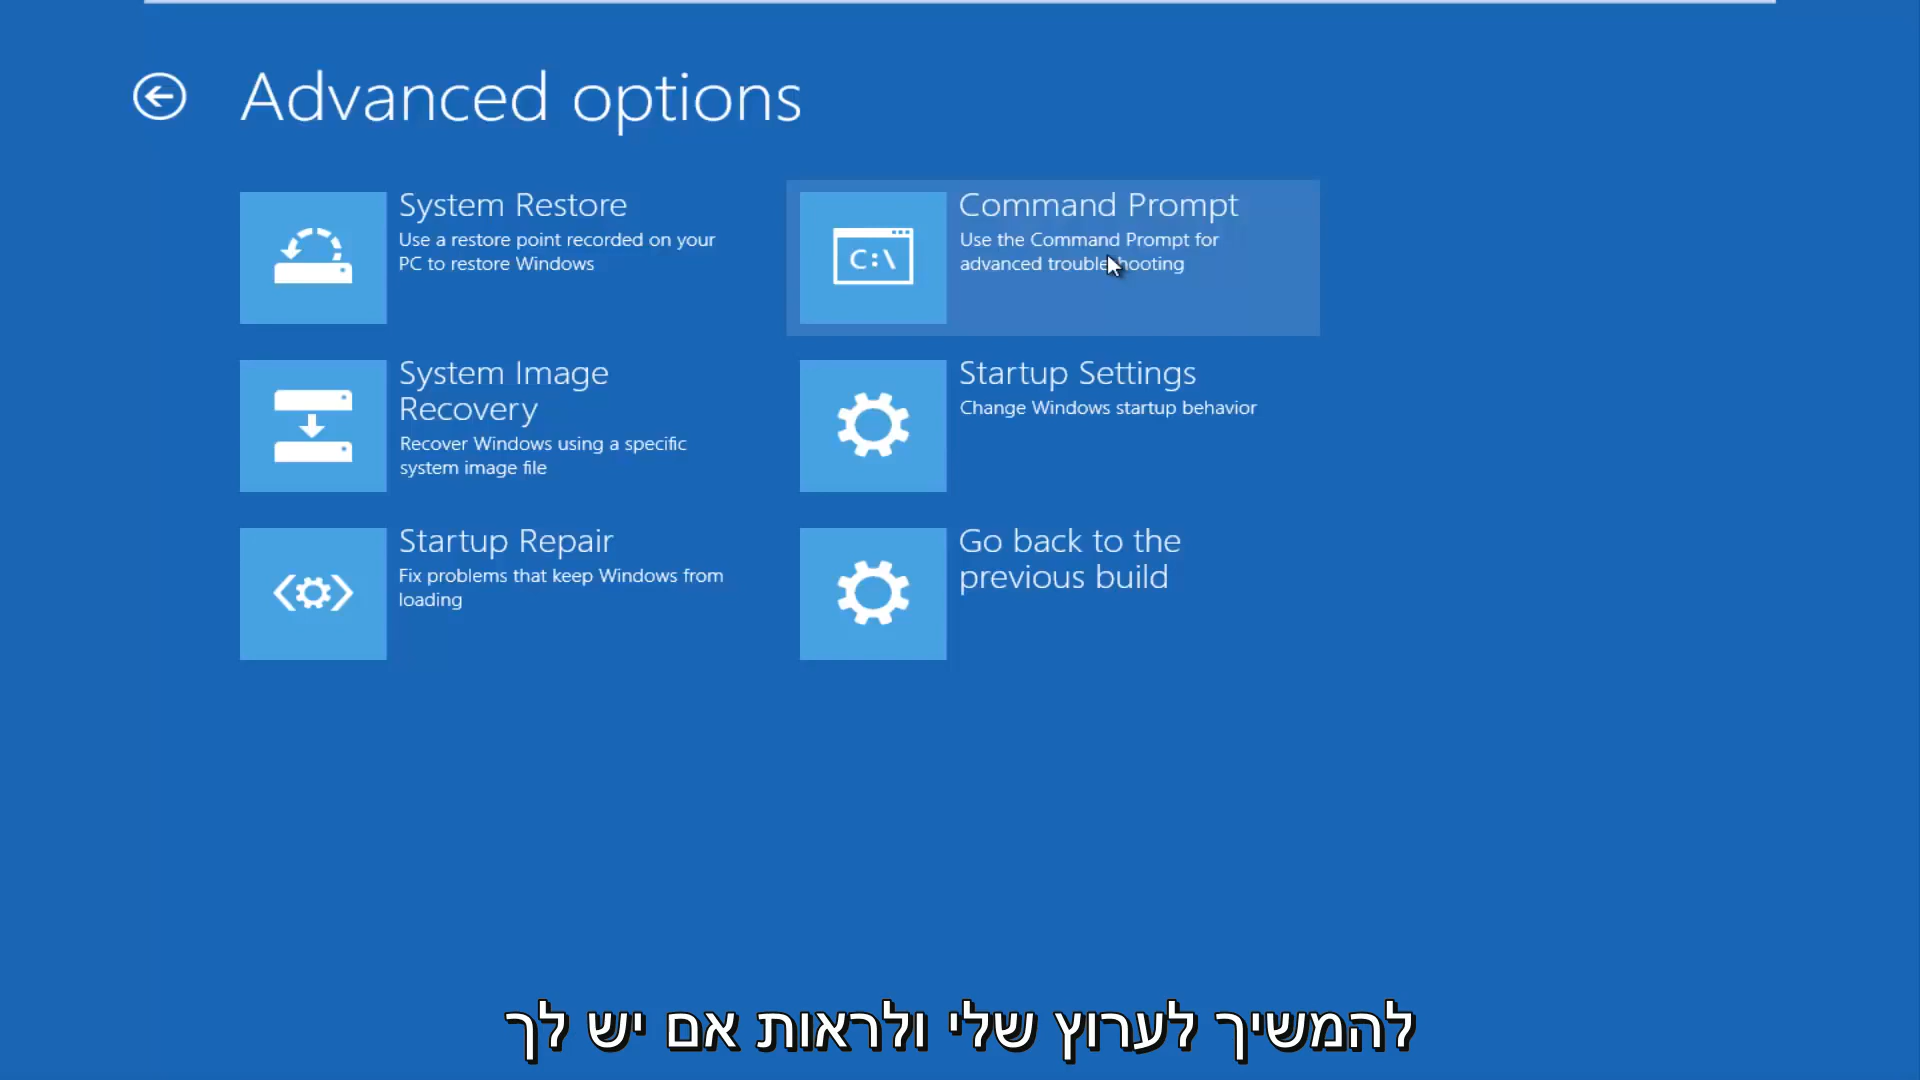 Advanced options
System Restore
Use a restore point recorded on your
PC to restore Windows
Command Prompt
Use the Command Prompt for
advanced troubleshooting
C:\
System Image
Recovery
Recover Windows using a specific
system image file
Startup Settings
Change Windows startup behavior
Startup Repair
Fix problems that keep Windows from
loading
Go back to the
previous build
להמשיך לערוץ שלי ולראות אם יש לך